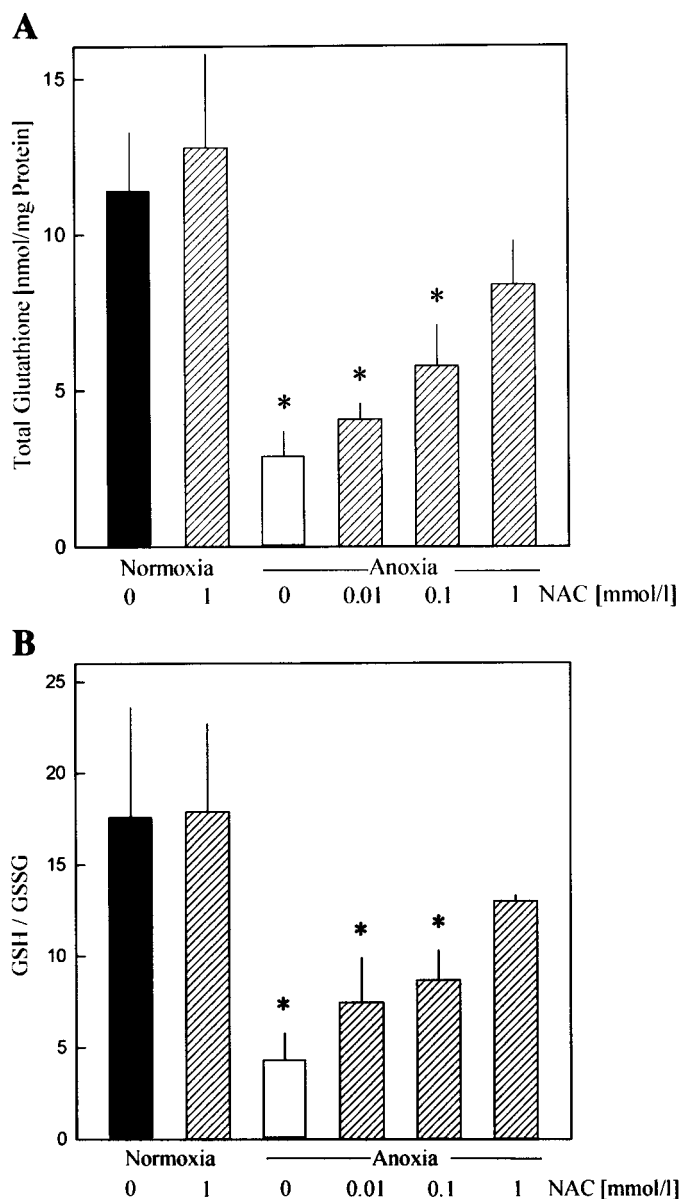 A
Total Glutathione [nmol/mg Protein]
15
10
5
0
*
*
*
Normoxia
Anoxia
0 1 0 0.01 0.1 1 NAC [mmol/l]
B
GSH / GSSG
25
20
15
10
5
0
*
*
*
Normoxia
Anoxia
0 1 0 0.01 0.1 1 NAC [mmol/l]